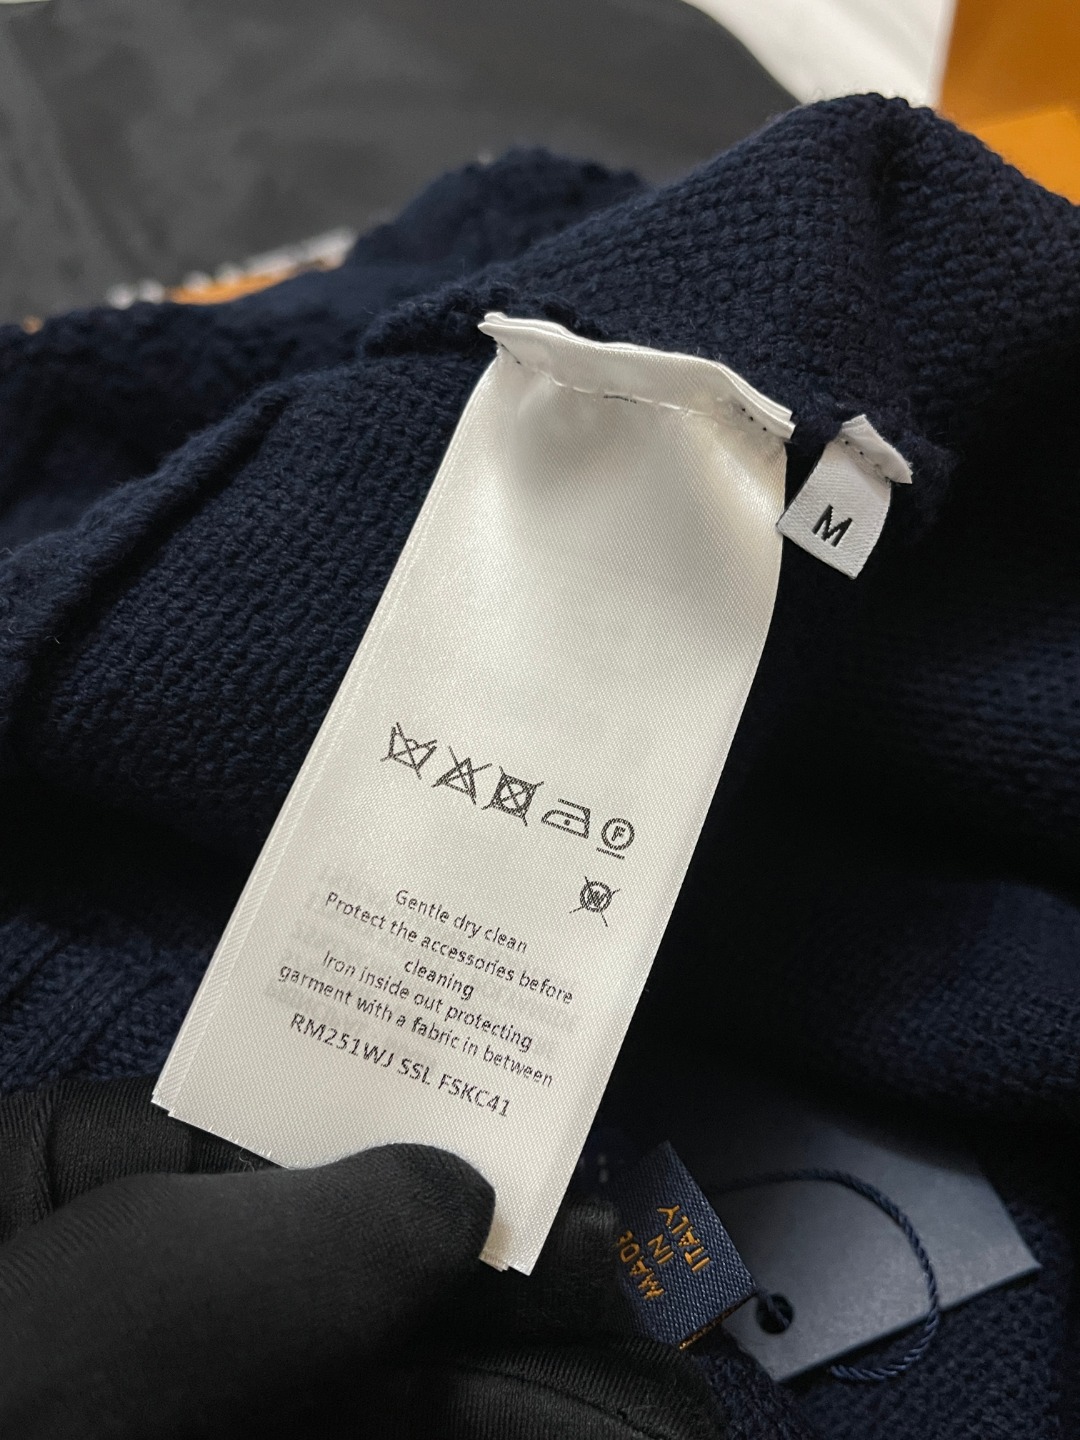 M
F
W
Gentle dry clean
Protect the accessories before
cleaning
Iron inside out protecting
garment with a fabric in between
RM251WJ SSL FSKC41
MADE
IN
ITALY